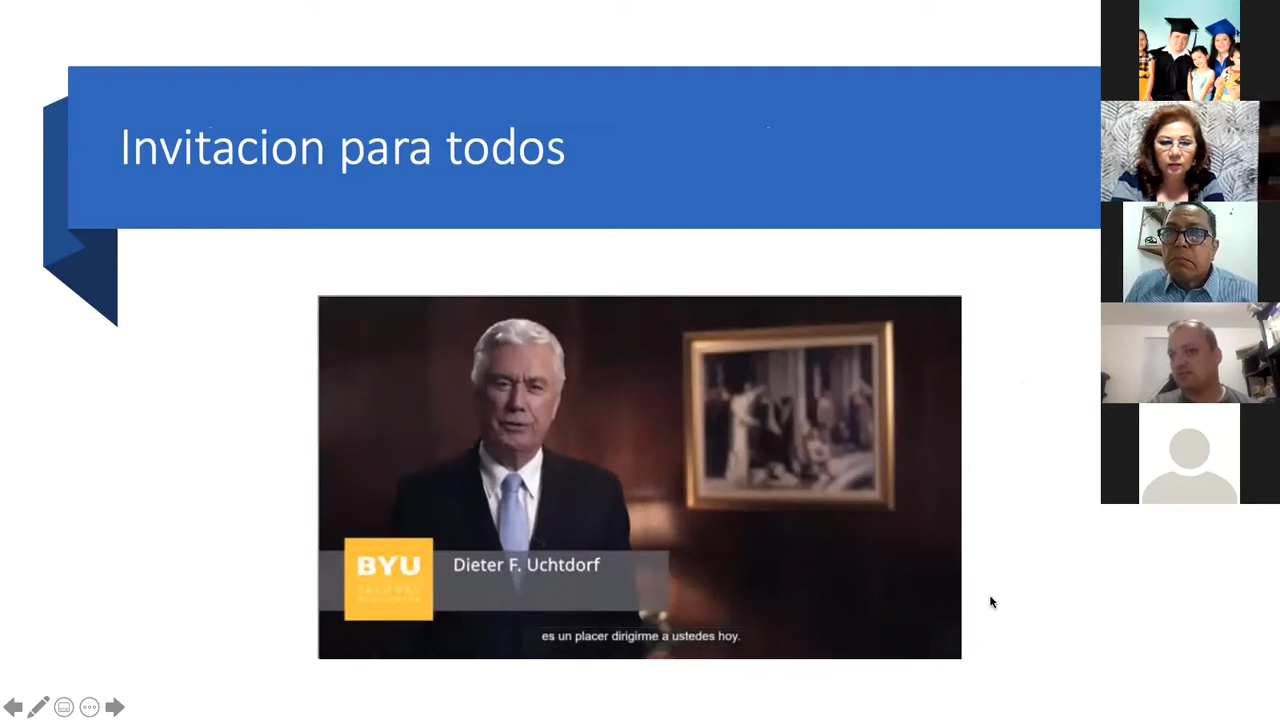 Invitacion para todos
BYU
Dieter F. Uchtdorf
es un placer dirigirme a ustedes hoy.